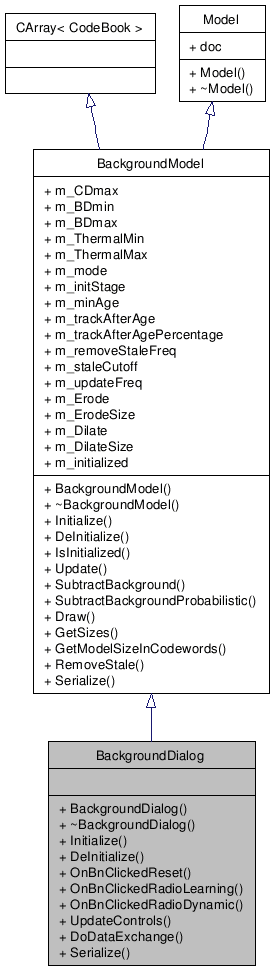 CArray< CodeBook >
Model
+ doc
+ Model()
+ ~Model()
BackgroundModel
+ m_CDmax
+ m_BDmin
+ m_BDmax
+ m_ThermalMin
+ m_ThermalMax
+ m_mode
+ m_initStage
+ m_minAge
+ m_trackAfterAge
+ m_trackAfterAgePercentage
+ m_removeStaleFreq
+ m_staleCutoff
+ m_updateFreq
+ m_Erode
+ m_ErodeSize
+ m_Dilate
+ m_DilateSize
+ m_initialized
+ BackgroundModel()
+ ~BackgroundModel()
+ Initialize()
+ DeInitialize()
+ IsInitialized()
+ Update()
+ SubtractBackground()
+ SubtractBackgroundProbabilistic()
+ Draw()
+ GetSizes()
+ GetModelSizeInCodewords()
+ RemoveStale()
+ Serialize()
BackgroundDialog
+ BackgroundDialog()
+ ~BackgroundDialog()
+ Initialize()
+ DeInitialize()
+ OnBnClickedReset()
+ OnBnClickedRadioLearning()
+ OnBnClickedRadioDynamic()
+ UpdateControls()
+ DoDataExchange()
+ Serialize()